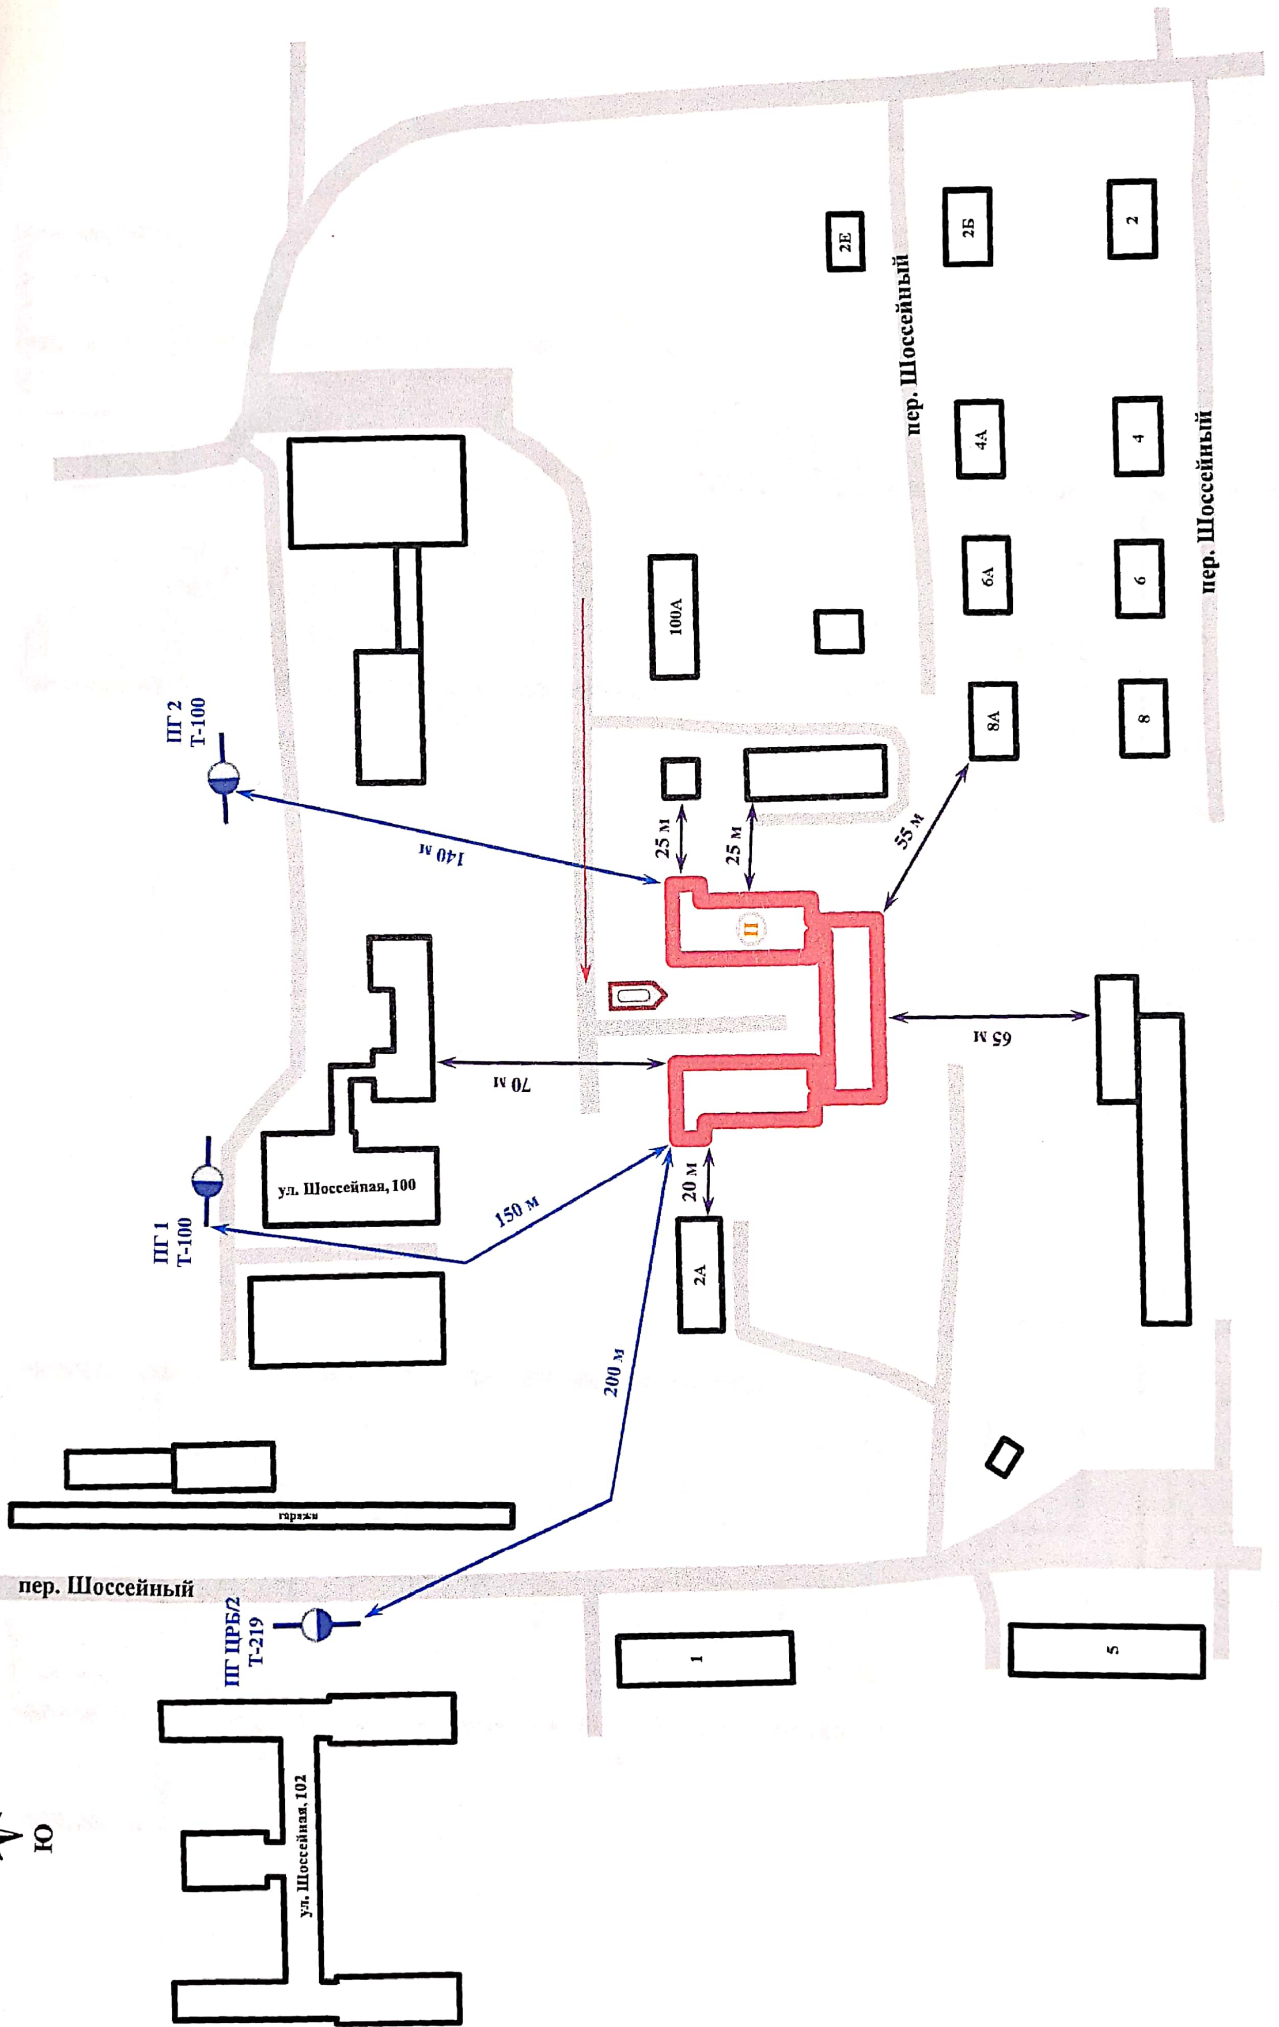 ПГ 2
Т-100
140 м
ПГ 1
Т-100
ул. Шоссейная, 100
150 м
70 м
200 м
20 м
2А
25 м
25 м
II
55 м
65 м
100А
2Е
пер. Шоссейный
2Б
2
4А
4
6А
6
8А
8
пер. Шоссейный
гаражи
пер. Шоссейный
ПГ ЦРБ/2
Т-219
1
5
ул. Шоссейная, 102
Ю